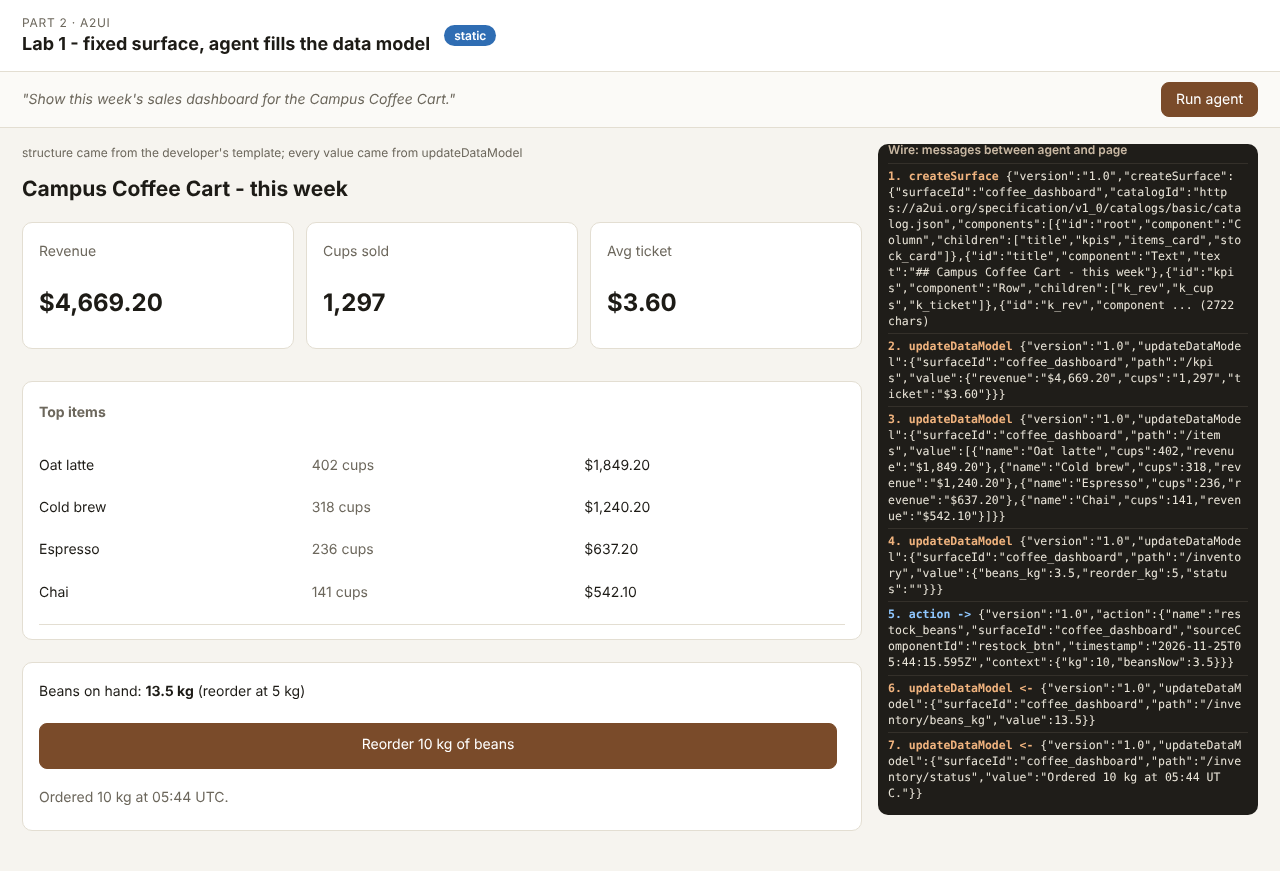 PART 2 · A2UI
Lab 1 - fixed surface, agent fills the data model
static
"Show this week's sales dashboard for the Campus Coffee Cart."
Run agent
structure came from the developer's template; every value came from updateDataModel
Campus Coffee Cart - this week
Revenue
$4,669.20
Cups sold
1,297
Avg ticket
$3.60
Top items
Oat latte 402 cups $1,849.20
Cold brew 318 cups $1,240.20
Espresso 236 cups $637.20
Chai 141 cups $542.10
Beans on hand: 13.5 kg (reorder at 5 kg)
Reorder 10 kg of beans
Ordered 10 kg at 05:44 UTC.
Wire: messages between agent and page
1. createSurface {"version":"1.0","createSurface":
{"surfaceId":"coffee_dashboard","catalogId":"http
s://a2ui.org/specification/v1_0/catalogs/basic/cata
log.json","components":[{"id":"root","component":"C
olumn","children":["title","kpis","items_card","sto
ck_card"]},{"id":"title","component":"Text","tex
t":"## Campus Coffee Cart - this week"},{"id":"kpi
s","component":"Row","children":["k_rev","k_cup
s","k_ticket"]},{"id":"k_rev","component ... (2722
chars)
2. updateDataModel {"version":"1.0","updateDataMode
l":{"surfaceId":"coffee_dashboard","path":"/kpi
s","value":{"revenue":"$4,669.20","cups":"1,297","t
icket":"$3.60"}}}
3. updateDataModel {"version":"1.0","updateDataMode
l":{"surfaceId":"coffee_dashboard","path":"/item
s","value":[{"name":"Oat latte","cups":402,"revenu
e":"$1,849.20"},{"name":"Cold brew","cups":318,"rev
enue":"$1,240.20"},{"name":"Espresso","cups":236,"r
evenue":"$637.20"},{"name":"Chai","cups":141,"reven
ue":"$542.10"}]}}
4. updateDataModel {"version":"1.0","updateDataMode
l":{"surfaceId":"coffee_dashboard","path":"/invento
ry","value":{"beans_kg":3.5,"reorder_kg":5,"statu
s":""}}}
5. action -> {"version":"1.0","action":{"name":"res
tock_beans","surfaceId":"coffee_dashboard","sourceC
omponentId":"restock_btn","timestamp":"2026-11-25T0
5:44:15.595Z","context":{"kg":10,"beansNow":3.5}}}
6. updateDataModel <- {"version":"1.0","updateDataM
odel":{"surfaceId":"coffee_dashboard","path":"/inve
ntory/beans_kg","value":13.5}}
7. updateDataModel <- {"version":"1.0","updateDataM
odel":{"surfaceId":"coffee_dashboard","path":"/inve
ntory/status","value":"Ordered 10 kg at 05:44 UT
C."}}